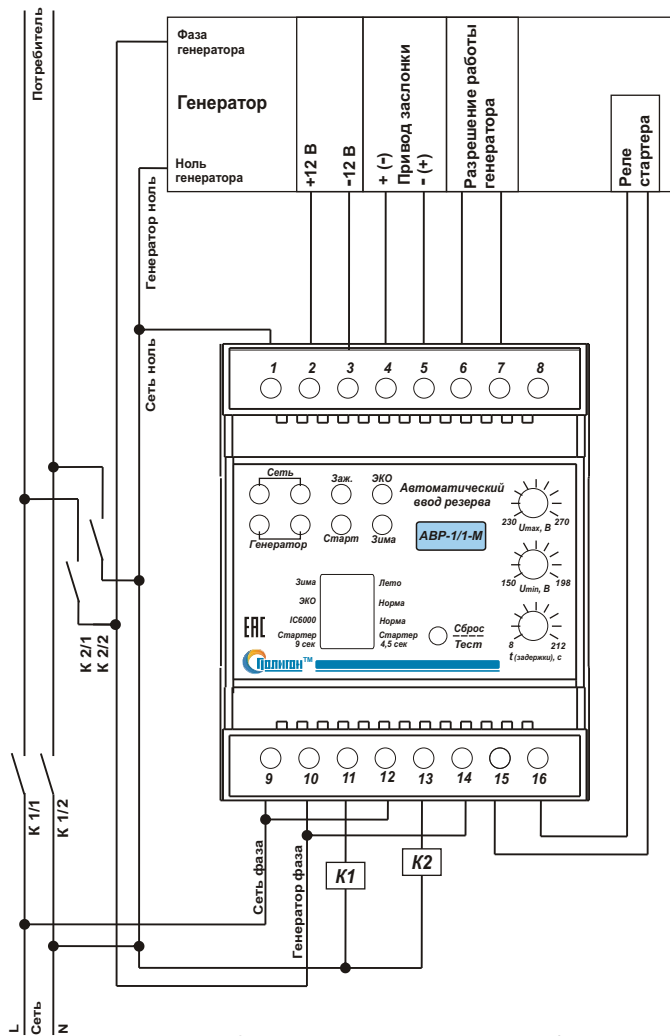 Потребитель
Фаза
генератора
Генератор
Ноль
генератора
+12 В
-12 В
+ (-)
Привод заслонки
- (+)
Разрешение работы
генератора
Реле
стартера
Генератор ноль
Сеть ноль
1 2 3 4 5 6 7 8
Сеть
Заж.
ЭКО
Генератор
Старт
Зима
Автоматический
ввод резерва
АВР-1/1-М
230 270
Umax, В
150 198
Umin, В
8 212
t (задержки), с
Зима
Лето
ЭКО
Норма
IC6000
Норма
Стартер
9 сек
Стартер
4,5 сек
Сброс
Тест
EAC
Полигон™
К 2/1
К 2/2
9 10 11 12 13 14 15 16
К 1/1
К 1/2
Сеть фаза
Генератор фаза
К1
К2
L
Сеть
N